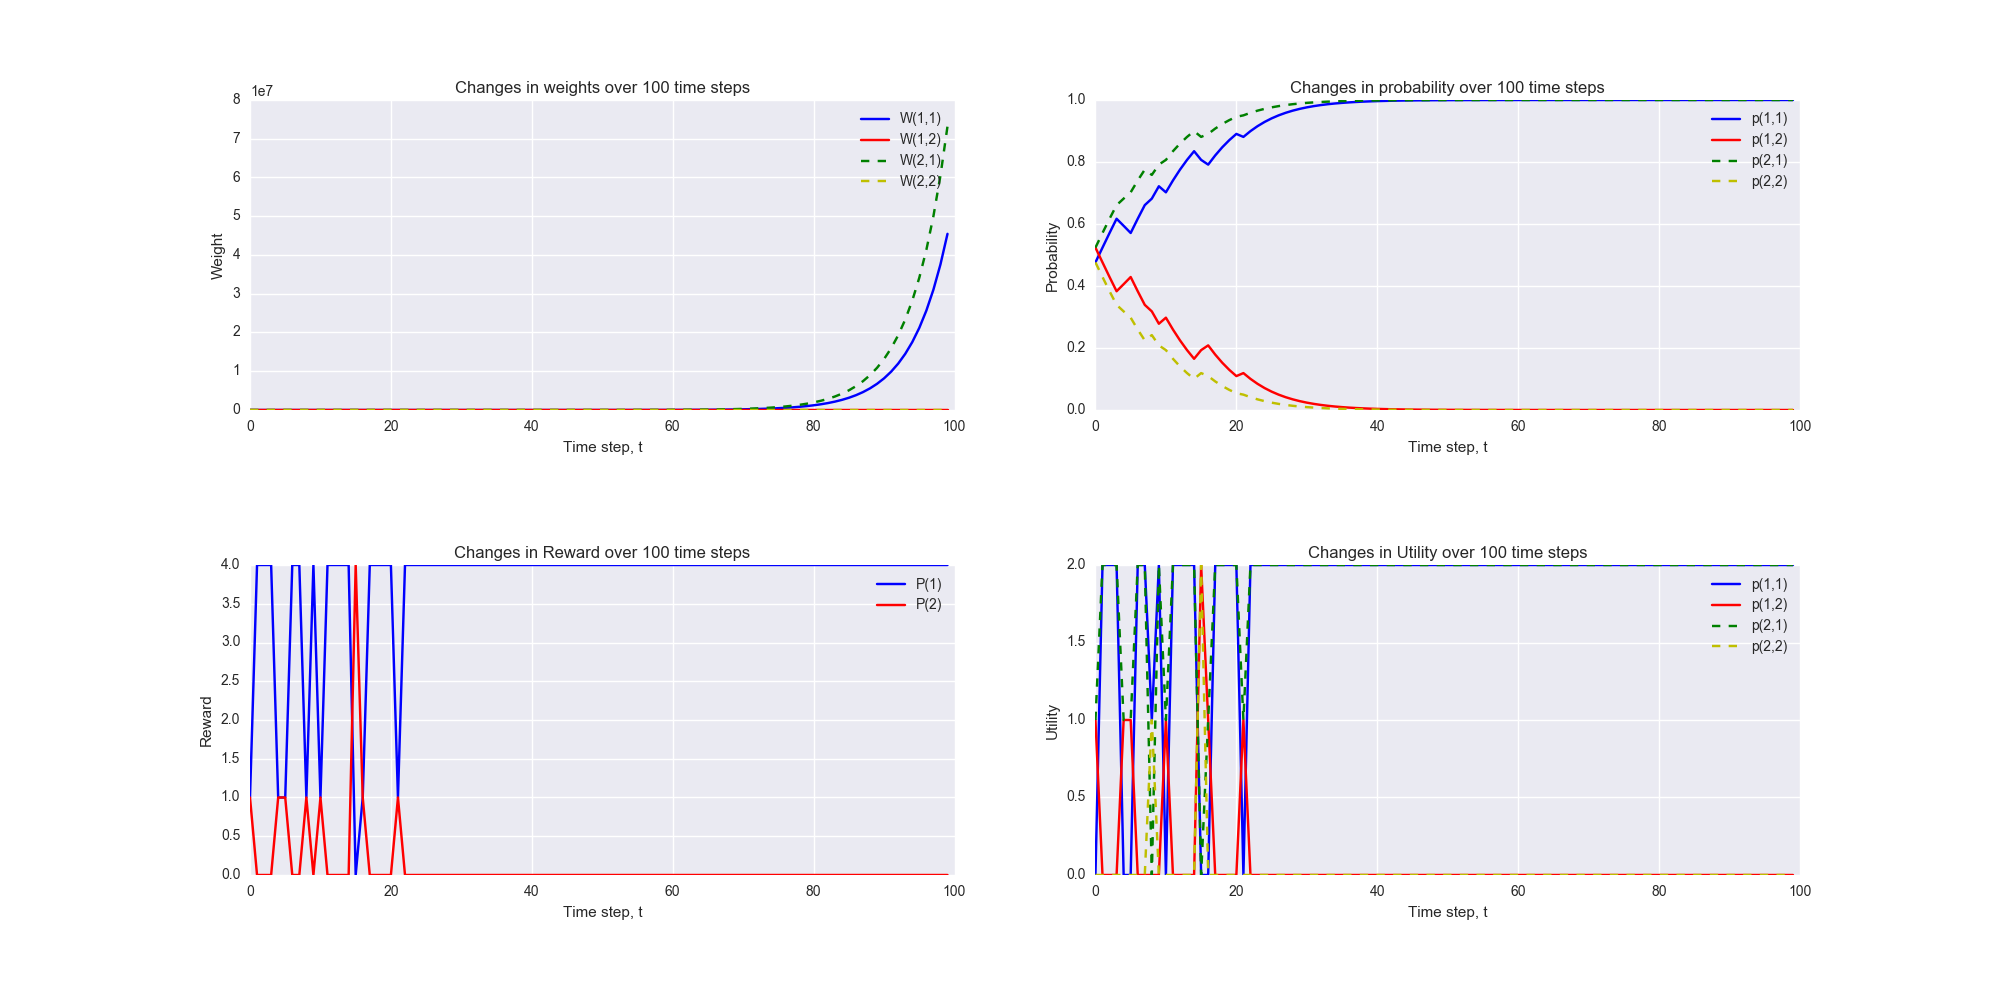 Changes in weights over 100 time steps
1e7
8
7
6
5
4
3
2
1
0
Weight
0 20 40 60 80 100
Time step, t
W(1,1)
W(1,2)
W(2,1)
W(2,2)
Changes in probability over 100 time steps
1.0
0.8
0.6
0.4
0.2
0.0
Probability
0 20 40 60 80 100
Time step, t
p(1,1)
p(1,2)
p(2,1)
p(2,2)
Changes in Reward over 100 time steps
4.0
3.5
3.0
2.5
2.0
1.5
1.0
0.5
0.0
Reward
0 20 40 60 80 100
Time step, t
P(1)
P(2)
Changes in Utility over 100 time steps
2.0
1.5
1.0
0.5
0.0
Utility
0 20 40 60 80 100
Time step, t
p(1,1)
p(1,2)
p(2,1)
p(2,2)